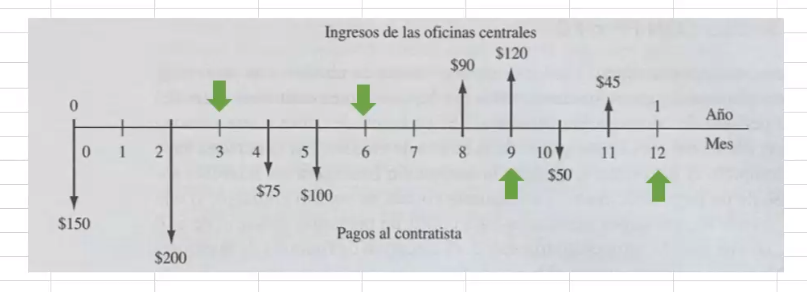 Ingresos de las oficinas centrales
$120
$90
$45
0 1
Año
0 1 2 3 4 5 6 7 8 9 10 11 12 Mes
$50
$75
$100
$150
Pagos al contratista
$200